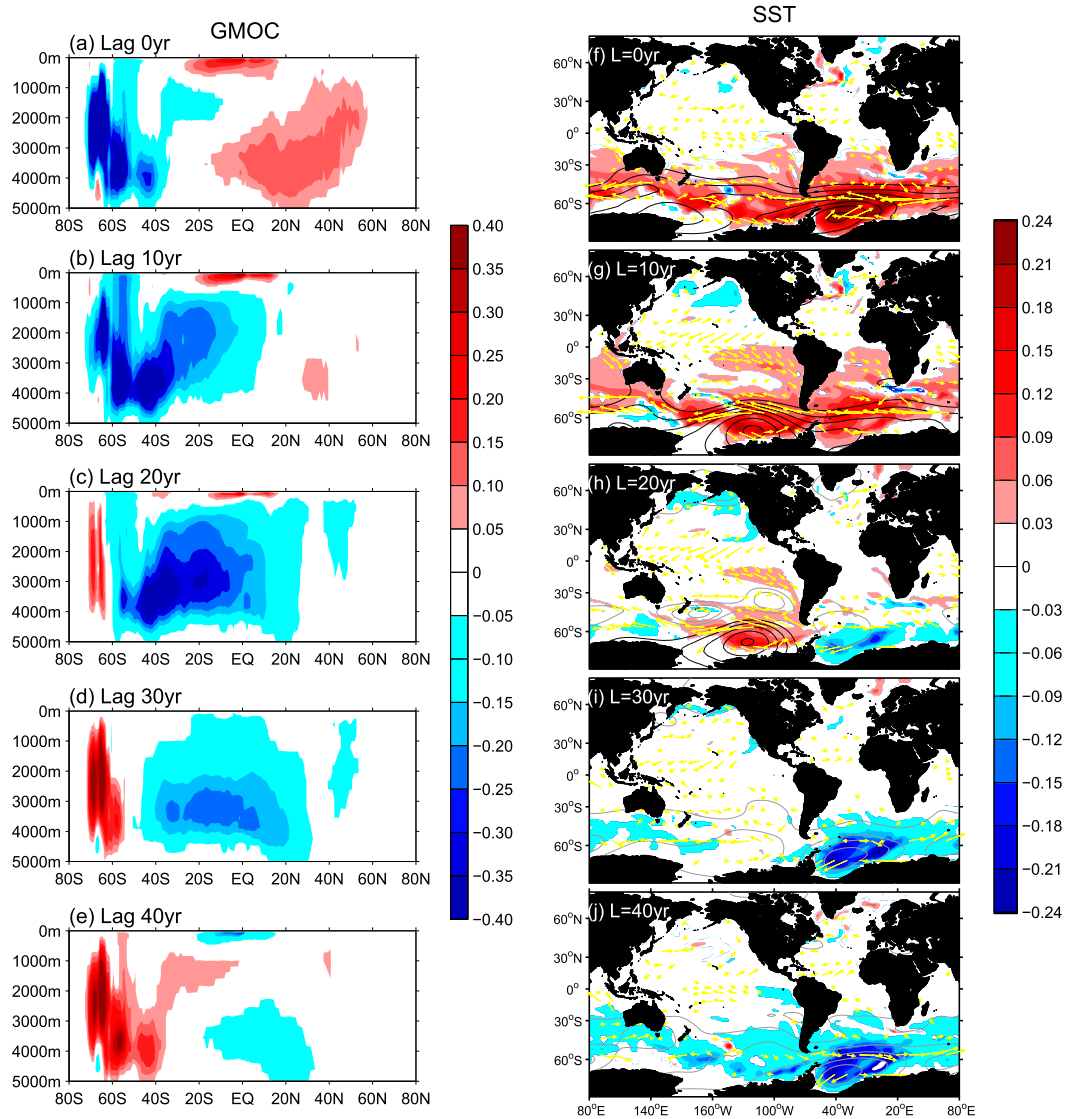 GMOC
(a) Lag 0yr
0m
1000m
2000m
3000m
4000m
5000m
80S 60S 40S 20S EQ 20N 40N 60N 80N
(b) Lag 10yr
0m
1000m
2000m
3000m
4000m
5000m
80S 60S 40S 20S EQ 20N 40N 60N 80N
(c) Lag 20yr
0m
1000m
2000m
3000m
4000m
5000m
80S 60S 40S 20S EQ 20N 40N 60N 80N
(d) Lag 30yr
0m
1000m
2000m
3000m
4000m
5000m
80S 60S 40S 20S EQ 20N 40N 60N 80N
(e) Lag 40yr
0m
1000m
2000m
3000m
4000m
5000m
80S 60S 40S 20S EQ 20N 40N 60N 80N
0.40
0.35
0.30
0.25
0.20
0.15
0.10
0.05
0
−0.05
−0.10
−0.15
−0.20
−0.25
−0.30
−0.35
−0.40
SST
(f) L=0yr
60°N
30°N
0°
30°S
60°S
(g) L=10yr
60°N
30°N
0°
30°S
60°S
(h) L=20yr
60°N
30°N
0°
30°S
60°S
(i) L=30yr
60°N
30°N
0°
30°S
60°S
(j) L=40yr
60°N
30°N
0°
30°S
60°S
80°E 140°E 160°W 100°W 40°W 20°E 80°E
0.24
0.21
0.18
0.15
0.12
0.09
0.06
0.03
0
−0.03
−0.06
−0.09
−0.12
−0.15
−0.18
−0.21
−0.24